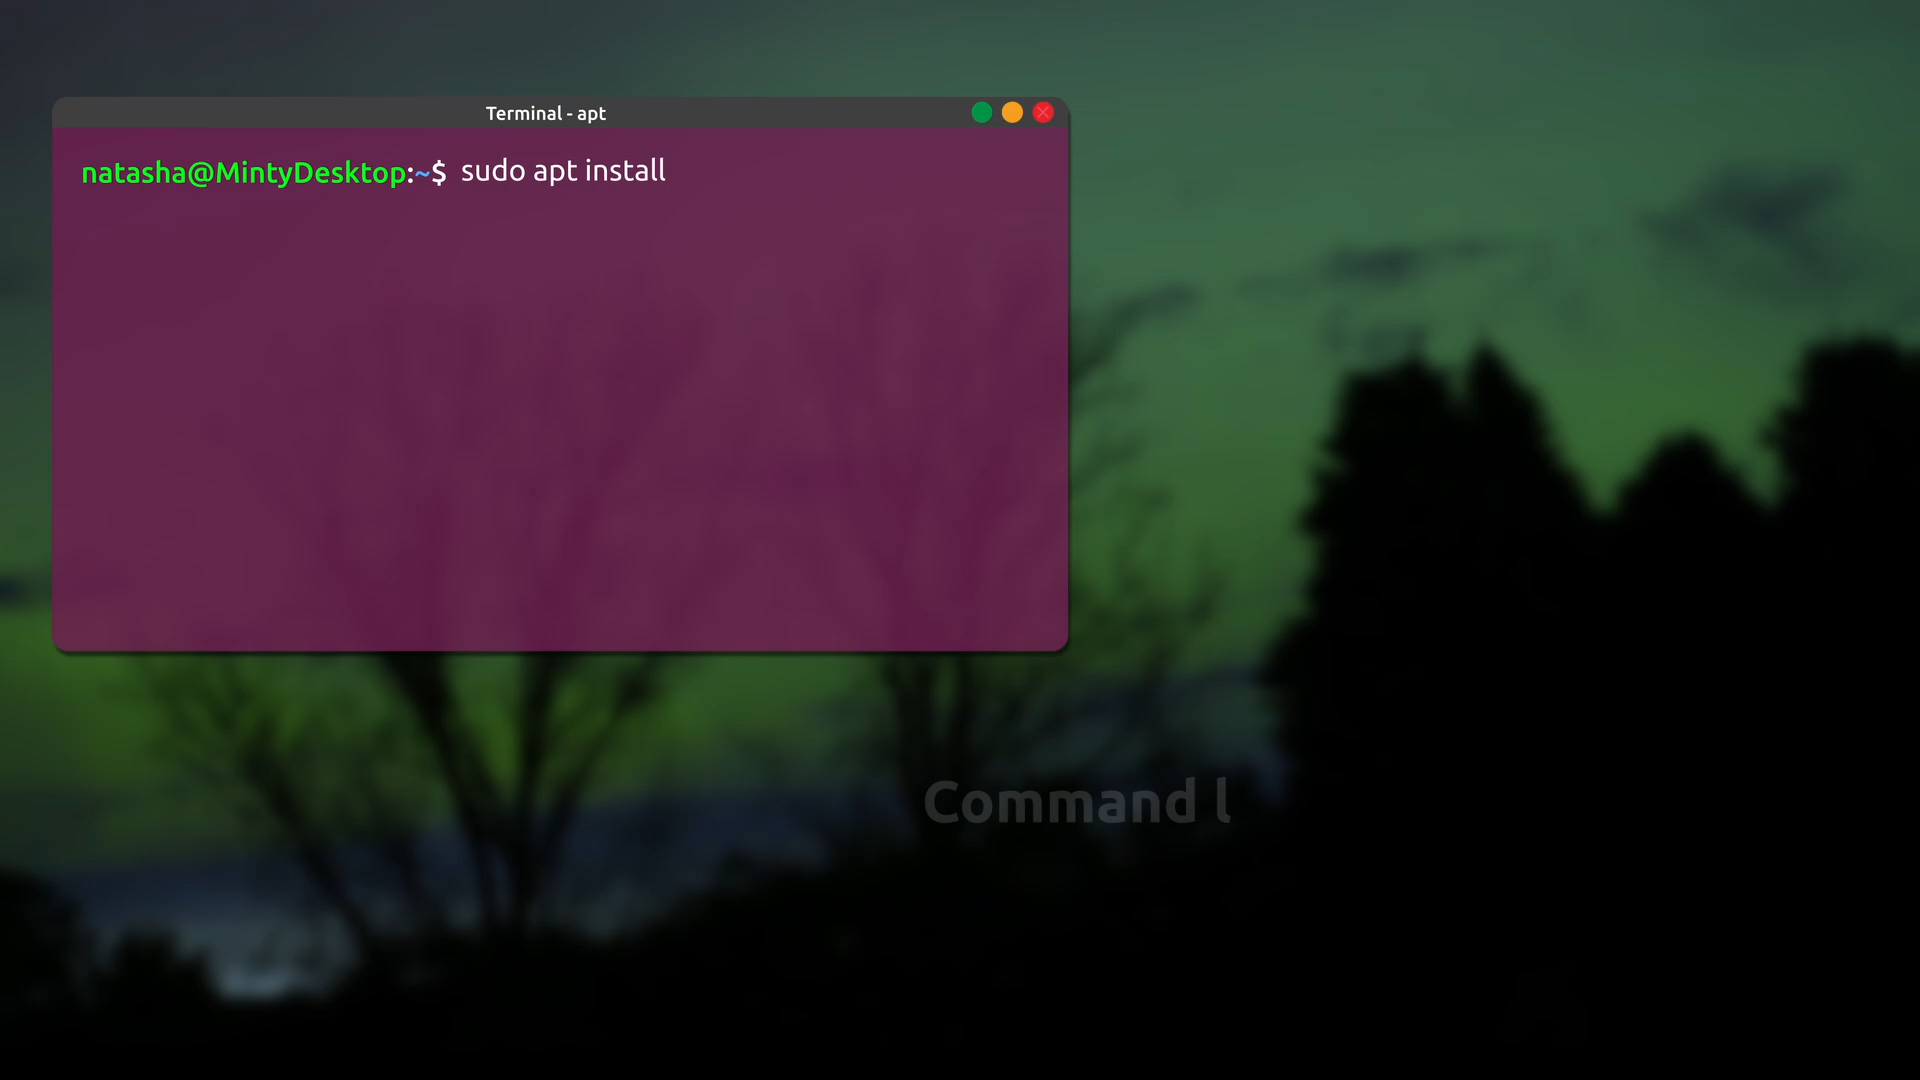 Terminal - apt
natasha@MintyDesktop:~$ sudo apt install
Command l